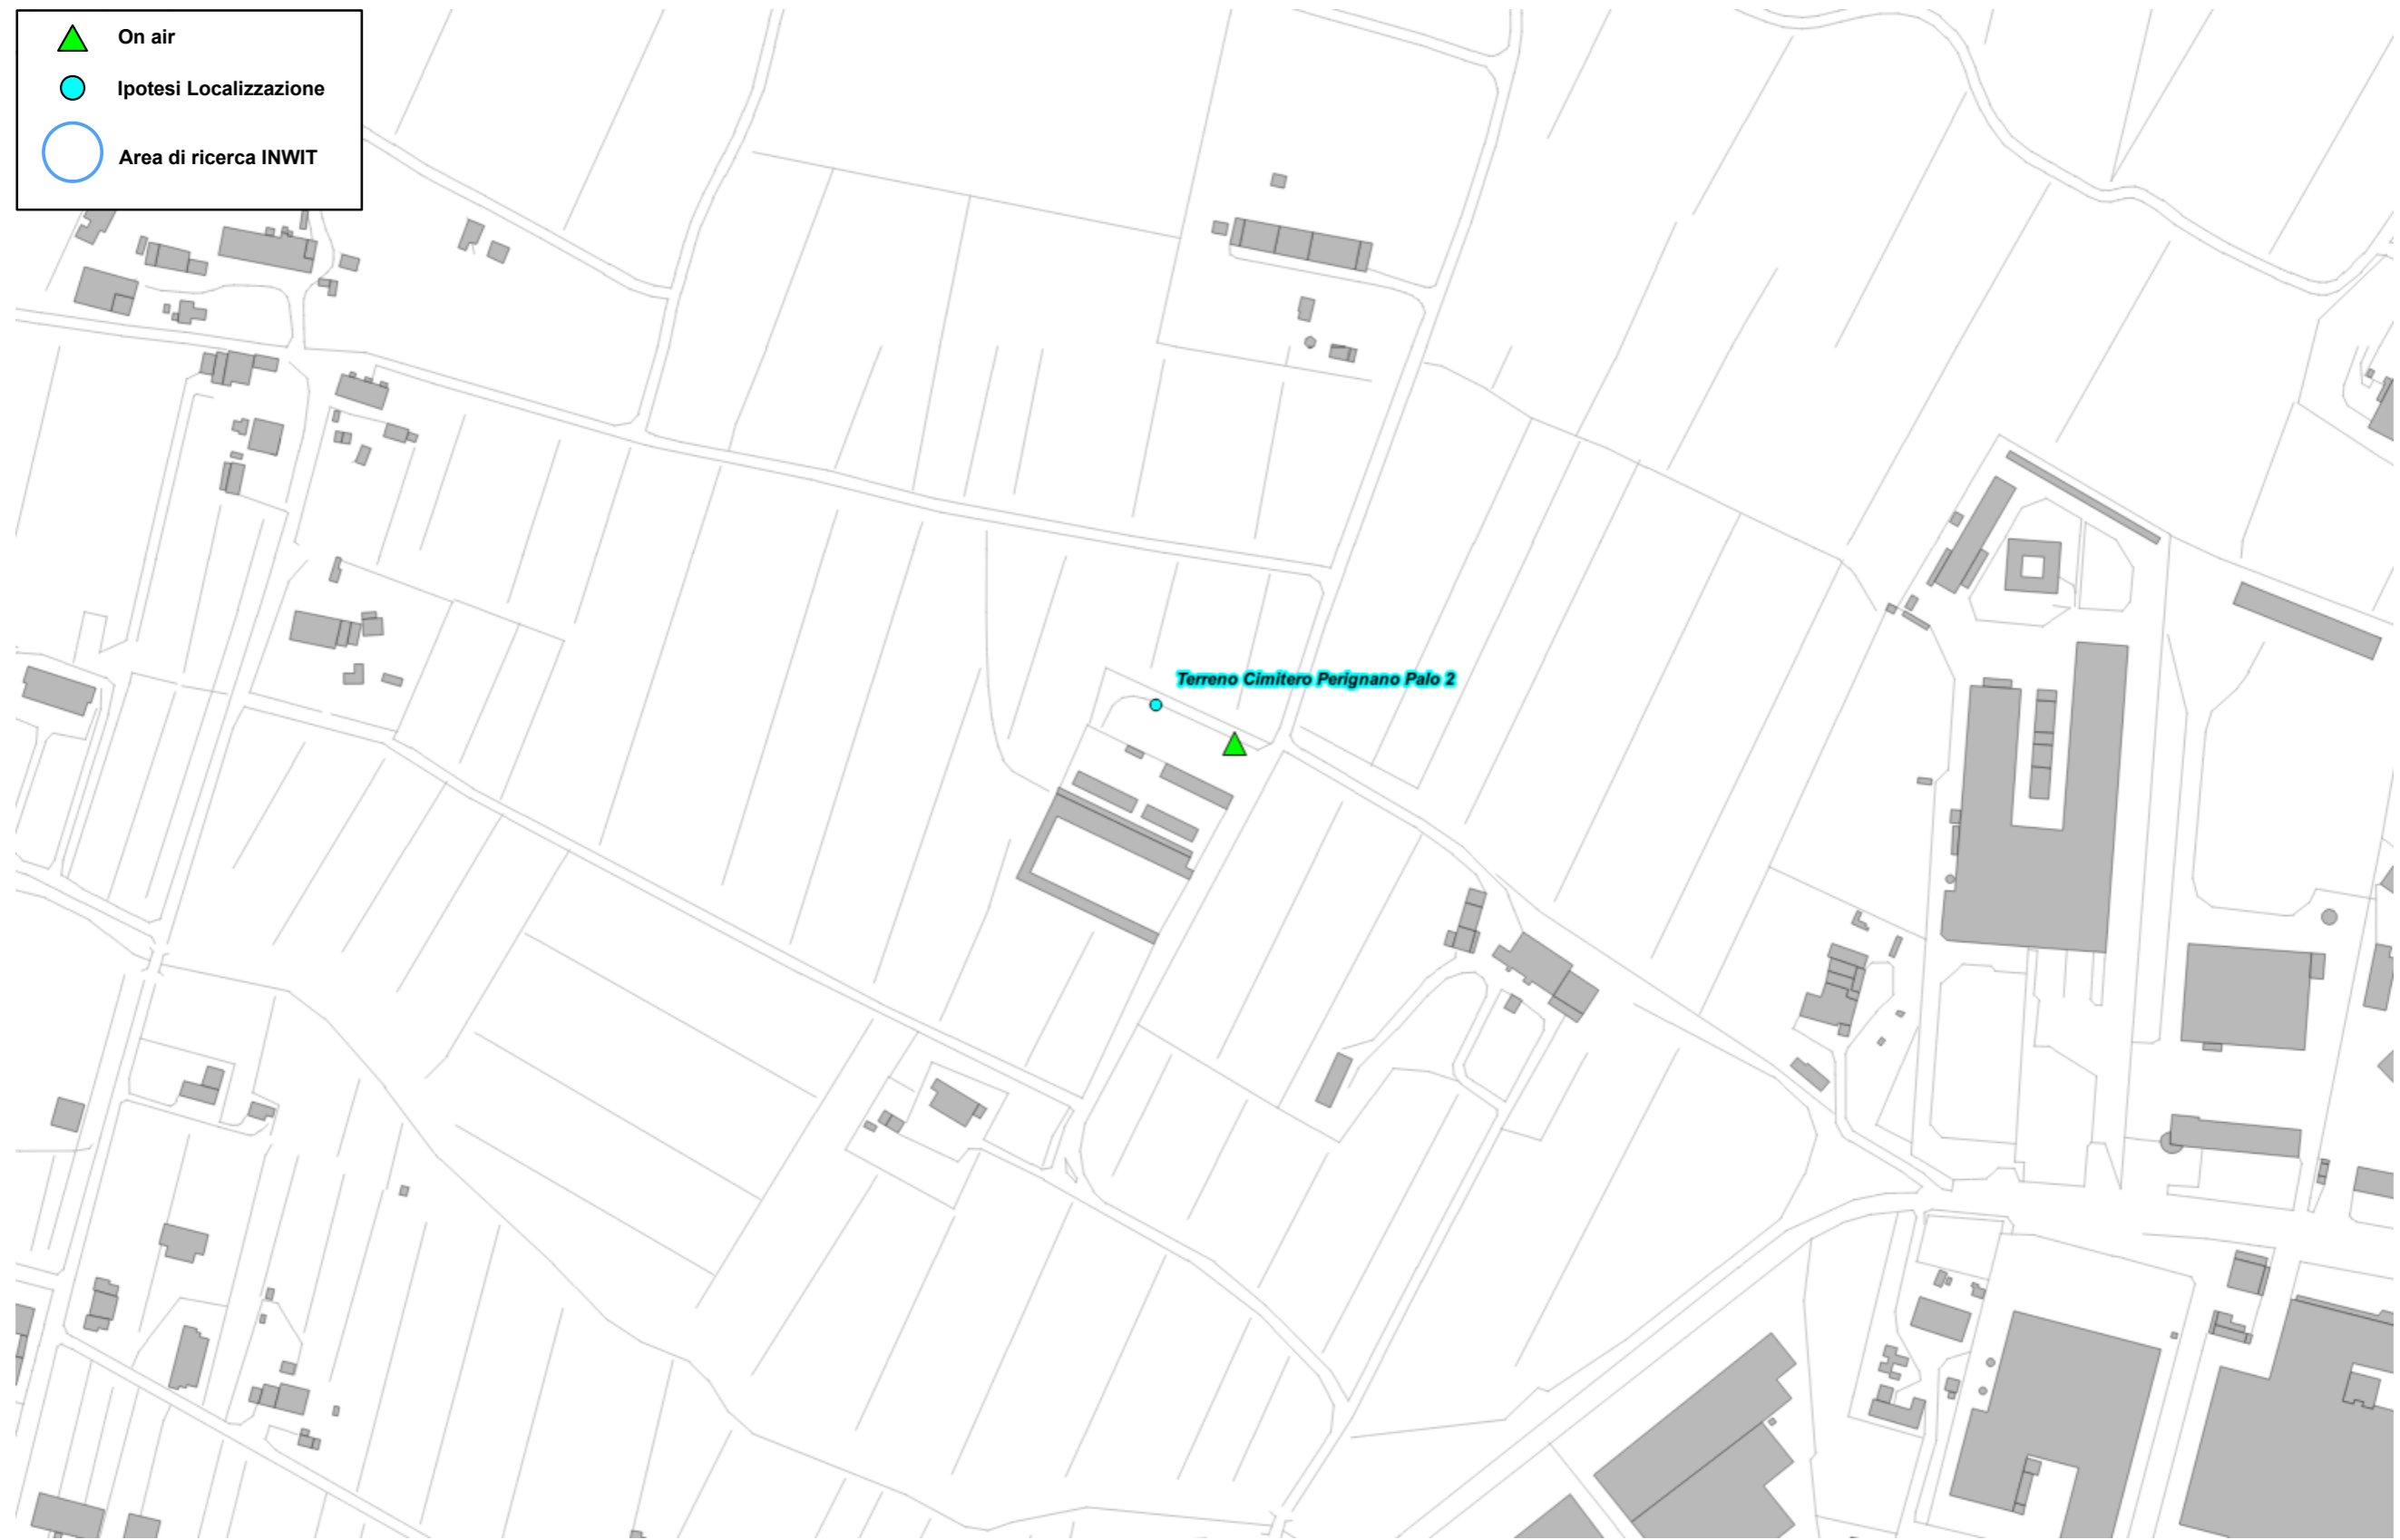 On air
Ipotesi Localizzazione
Area di ricerca INWIT
Terreno Cimitero Perignano Palo 2